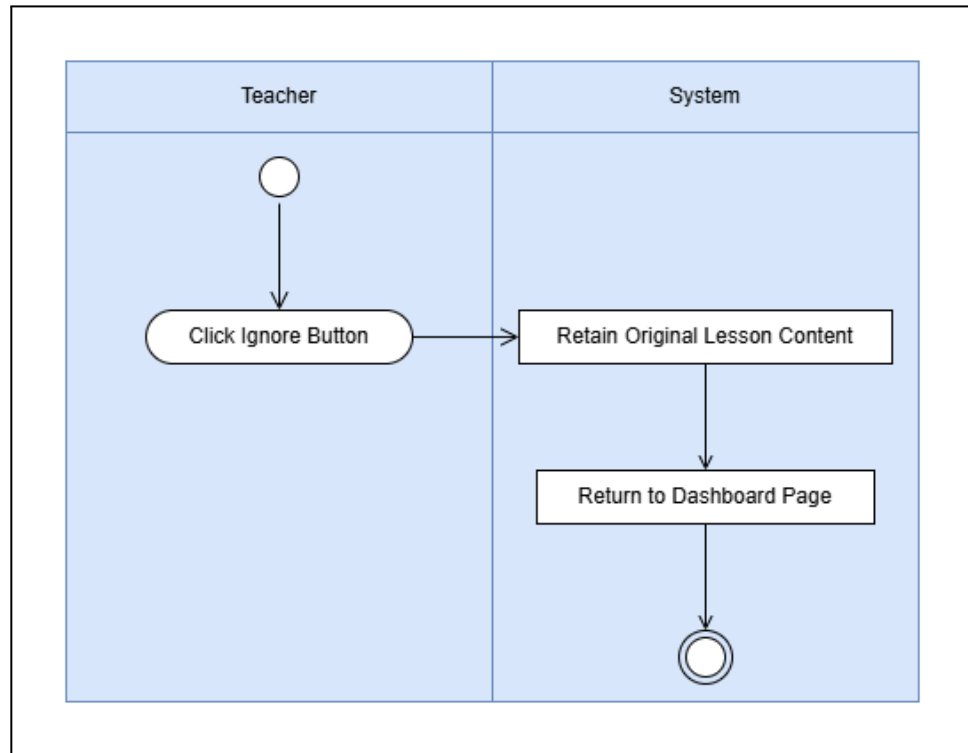 Teacher
System
Click Ignore Button
Retain Original Lesson Content
Return to Dashboard Page